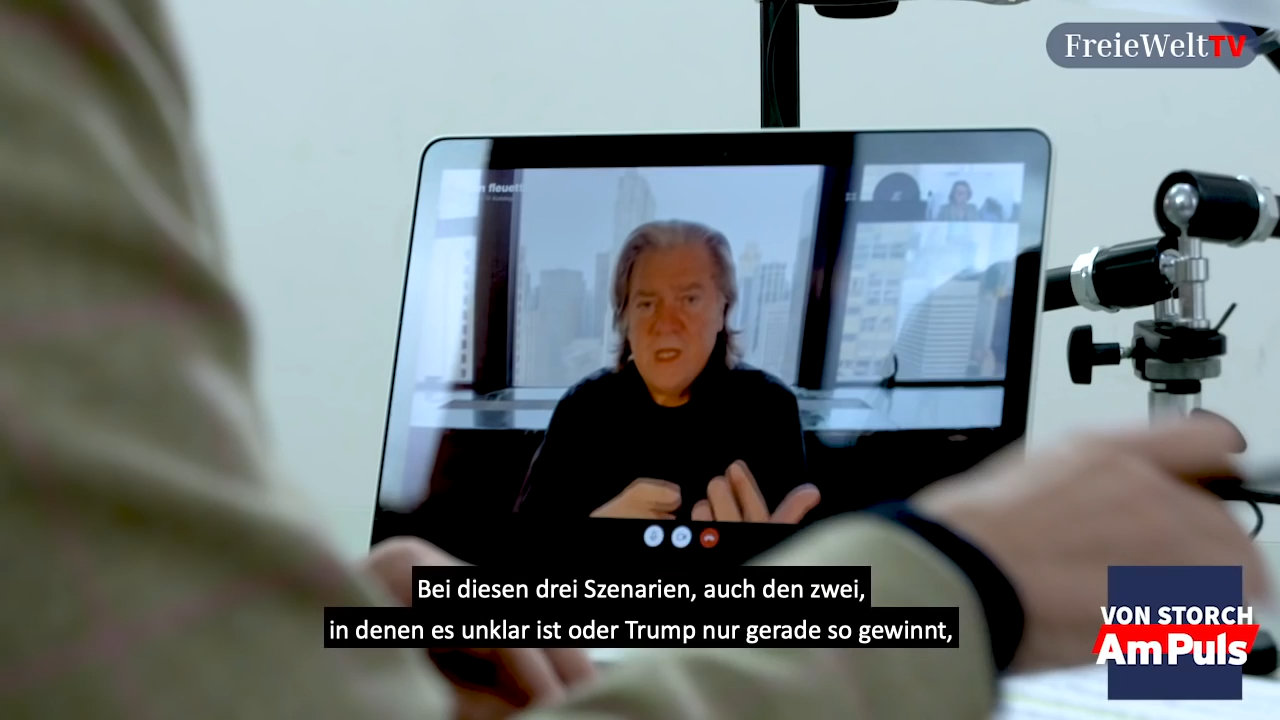 FreieWeltTV
Bei diesen drei Szenarien, auch den zwei,
in denen es unklar ist oder Trump nur gerade so gewinnt,
VON STORCH
Am Puls